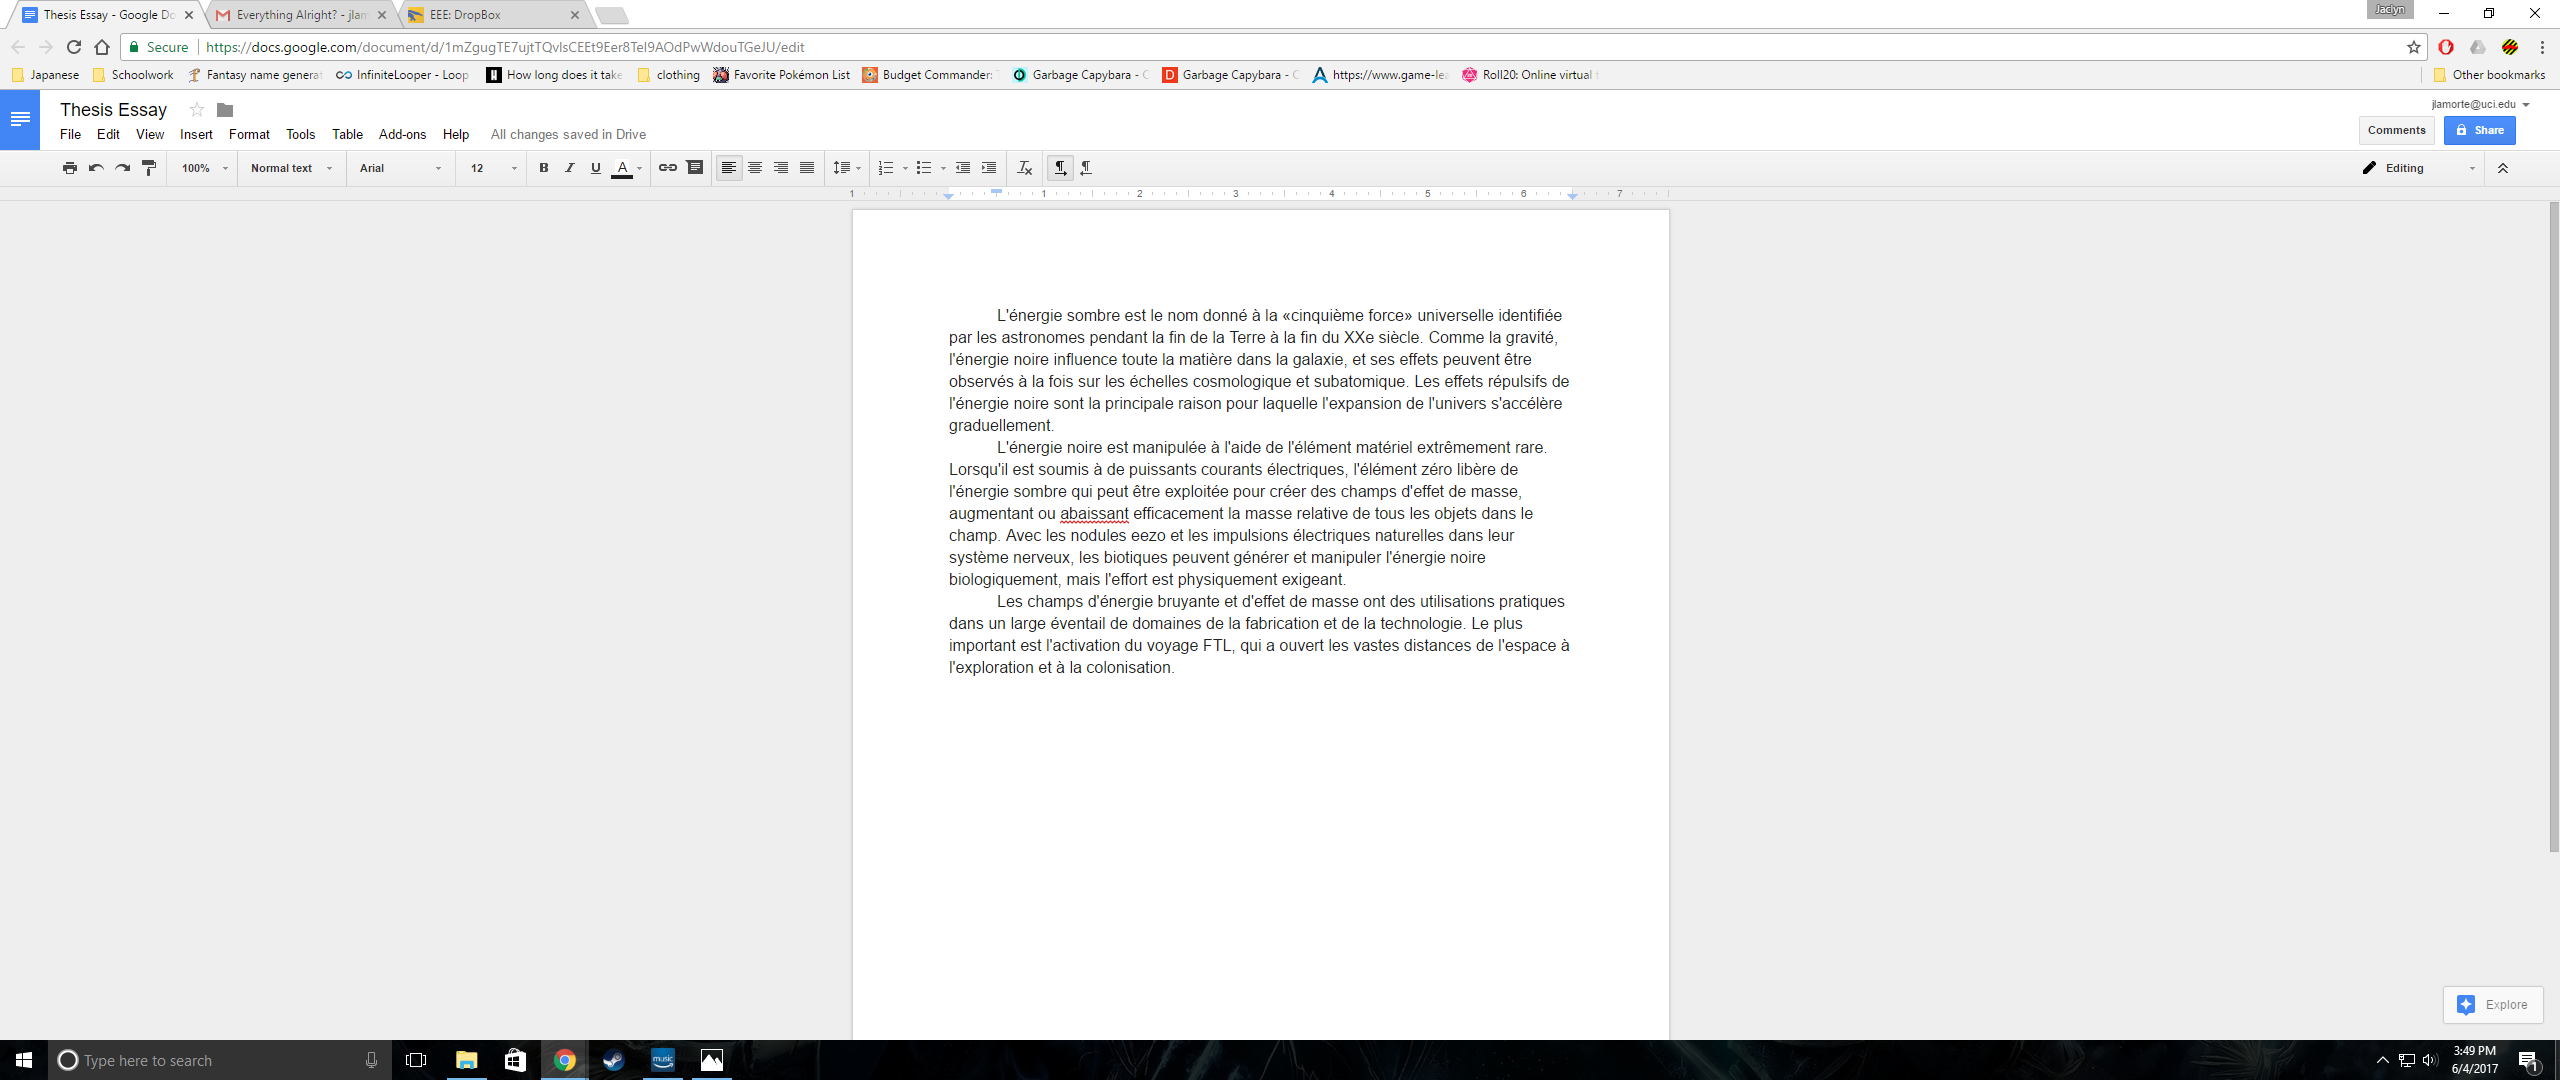 Thesis Essay - Google Do
Everything Alright? - jlam
EEE: DropBox
Jaclyn
Secure
https://docs.google.com/document/d/1mZgugTE7ujtTQvlsCEEt9Eer8Tel9AOdPwWdouTGeJU/edit
Japanese
Schoolwork
Fantasy name generat
InfiniteLooper - Loop
How long does it take
clothing
Favorite Pokémon List
Budget Commander:
Garbage Capybara - C
Garbage Capybara - C
https://www.game-lea
Roll20: Online virtual
Other bookmarks
Thesis Essay
jlamorte@uci.edu
File Edit View Insert Format Tools Table Add-ons Help All changes saved in Drive
Comments
Share
100% Normal text Arial 12 B I U A
Editing
1 1 2 3 4 5 6 7
L'énergie sombre est le nom donné à la «cinquième force» universelle identifiée
par les astronomes pendant la fin de la Terre à la fin du XXe siècle. Comme la gravité,
l'énergie noire influence toute la matière dans la galaxie, et ses effets peuvent être
observés à la fois sur les échelles cosmologique et subatomique. Les effets répulsifs de
l'énergie noire sont la principale raison pour laquelle l'expansion de l'univers s'accélère
graduellement.
L'énergie noire est manipulée à l'aide de l'élément matériel extrêmement rare.
Lorsqu'il est soumis à de puissants courants électriques, l'élément zéro libère de
l'énergie sombre qui peut être exploitée pour créer des champs d'effet de masse,
augmentant ou abaissant efficacement la masse relative de tous les objets dans le
champ. Avec les nodules eezo et les impulsions électriques naturelles dans leur
système nerveux, les biotiques peuvent générer et manipuler l'énergie noire
biologiquement, mais l'effort est physiquement exigeant.
Les champs d'énergie bruyante et d'effet de masse ont des utilisations pratiques
dans un large éventail de domaines de la fabrication et de la technologie. Le plus
important est l'activation du voyage FTL, qui a ouvert les vastes distances de l'espace à
l'exploration et à la colonisation.
Explore
Type here to search
music
3:49 PM
6/4/2017
1